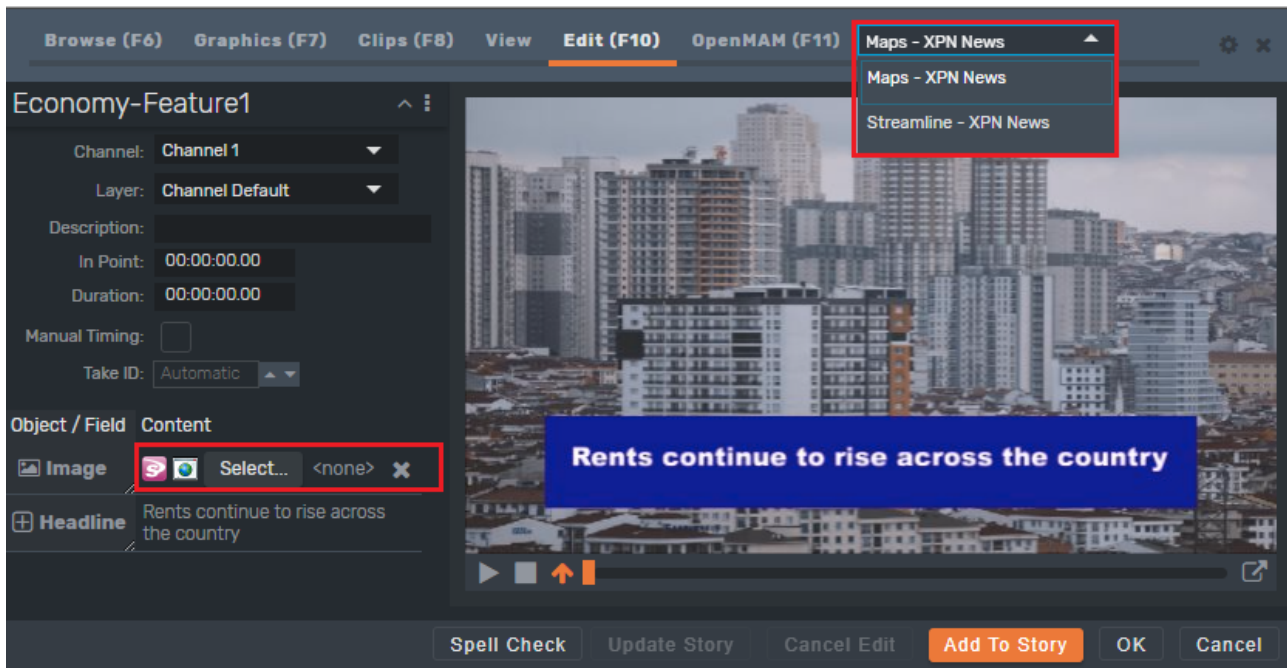 Browse (F6) Graphics (F7) Clips (F8) View Edit (F10) OpenMAM (F11) Maps - XPN News
Maps - XPN News
Streamline - XPN News
Economy-Feature1
Channel: Channel 1
Layer: Channel Default
Description:
In Point: 00:00:00.00
Duration: 00:00:00.00
Manual Timing:
Take ID: Automatic
Object / Field Content
Image Select... <none>
Headline Rents continue to rise across
the country
Rents continue to rise across the country
Spell Check Update Story Cancel Edit Add To Story OK Cancel